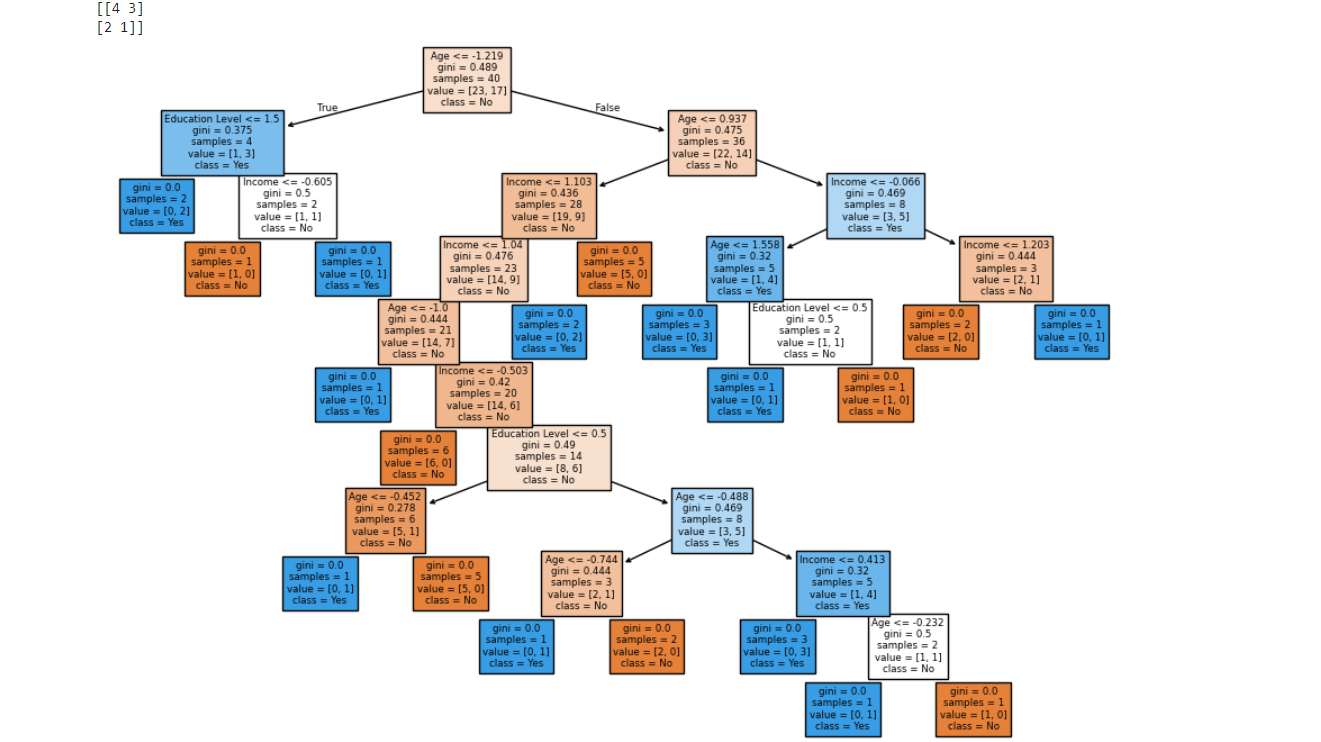 [[4 3]
[2 1]]
Age <= -1.219
gini = 0.489
samples = 40
value = [23, 17]
class = No
True
False
Education Level <= 1.5
gini = 0.375
samples = 4
value = [1, 3]
class = Yes
Age <= 0.937
gini = 0.475
samples = 36
value = [22, 14]
class = No
gini = 0.0
samples = 2
value = [0, 2]
class = Yes
Income <= -0.605
gini = 0.5
samples = 2
value = [1, 1]
class = No
Income <= 1.103
gini = 0.436
samples = 28
value = [19, 9]
class = No
Income <= -0.066
gini = 0.469
samples = 8
value = [3, 5]
class = Yes
gini = 0.0
samples = 1
value = [1, 0]
class = No
gini = 0.0
samples = 1
value = [0, 1]
class = Yes
Income <= 1.04
gini = 0.476
samples = 23
value = [14, 9]
class = No
gini = 0.0
samples = 5
value = [5, 0]
class = No
Age <= 1.558
gini = 0.32
samples = 5
value = [1, 4]
class = Yes
Income <= 1.203
gini = 0.444
samples = 3
value = [2, 1]
class = No
Age <= -1.0
gini = 0.444
samples = 21
value = [14, 7]
class = No
gini = 0.0
samples = 2
value = [0, 2]
class = Yes
gini = 0.0
samples = 3
value = [0, 3]
class = Yes
Education Level <= 0.5
gini = 0.5
samples = 2
value = [1, 1]
class = No
gini = 0.0
samples = 2
value = [2, 0]
class = No
gini = 0.0
samples = 1
value = [0, 1]
class = Yes
gini = 0.0
samples = 1
value = [0, 1]
class = Yes
Income <= -0.503
gini = 0.42
samples = 20
value = [14, 6]
class = No
gini = 0.0
samples = 1
value = [0, 1]
class = Yes
gini = 0.0
samples = 1
value = [1, 0]
class = No
gini = 0.0
samples = 6
value = [6, 0]
class = No
Education Level <= 0.5
gini = 0.49
samples = 14
value = [8, 6]
class = No
Age <= -0.452
gini = 0.278
samples = 6
value = [5, 1]
class = No
Age <= -0.488
gini = 0.469
samples = 8
value = [3, 5]
class = Yes
gini = 0.0
samples = 1
value = [0, 1]
class = Yes
gini = 0.0
samples = 5
value = [5, 0]
class = No
Age <= -0.744
gini = 0.444
samples = 3
value = [2, 1]
class = No
Income <= 0.413
gini = 0.32
samples = 5
value = [1, 4]
class = Yes
gini = 0.0
samples = 1
value = [0, 1]
class = Yes
gini = 0.0
samples = 2
value = [2, 0]
class = No
gini = 0.0
samples = 3
value = [0, 3]
class = Yes
Age <= -0.232
gini = 0.5
samples = 2
value = [1, 1]
class = No
gini = 0.0
samples = 1
value = [0, 1]
class = Yes
gini = 0.0
samples = 1
value = [1, 0]
class = No